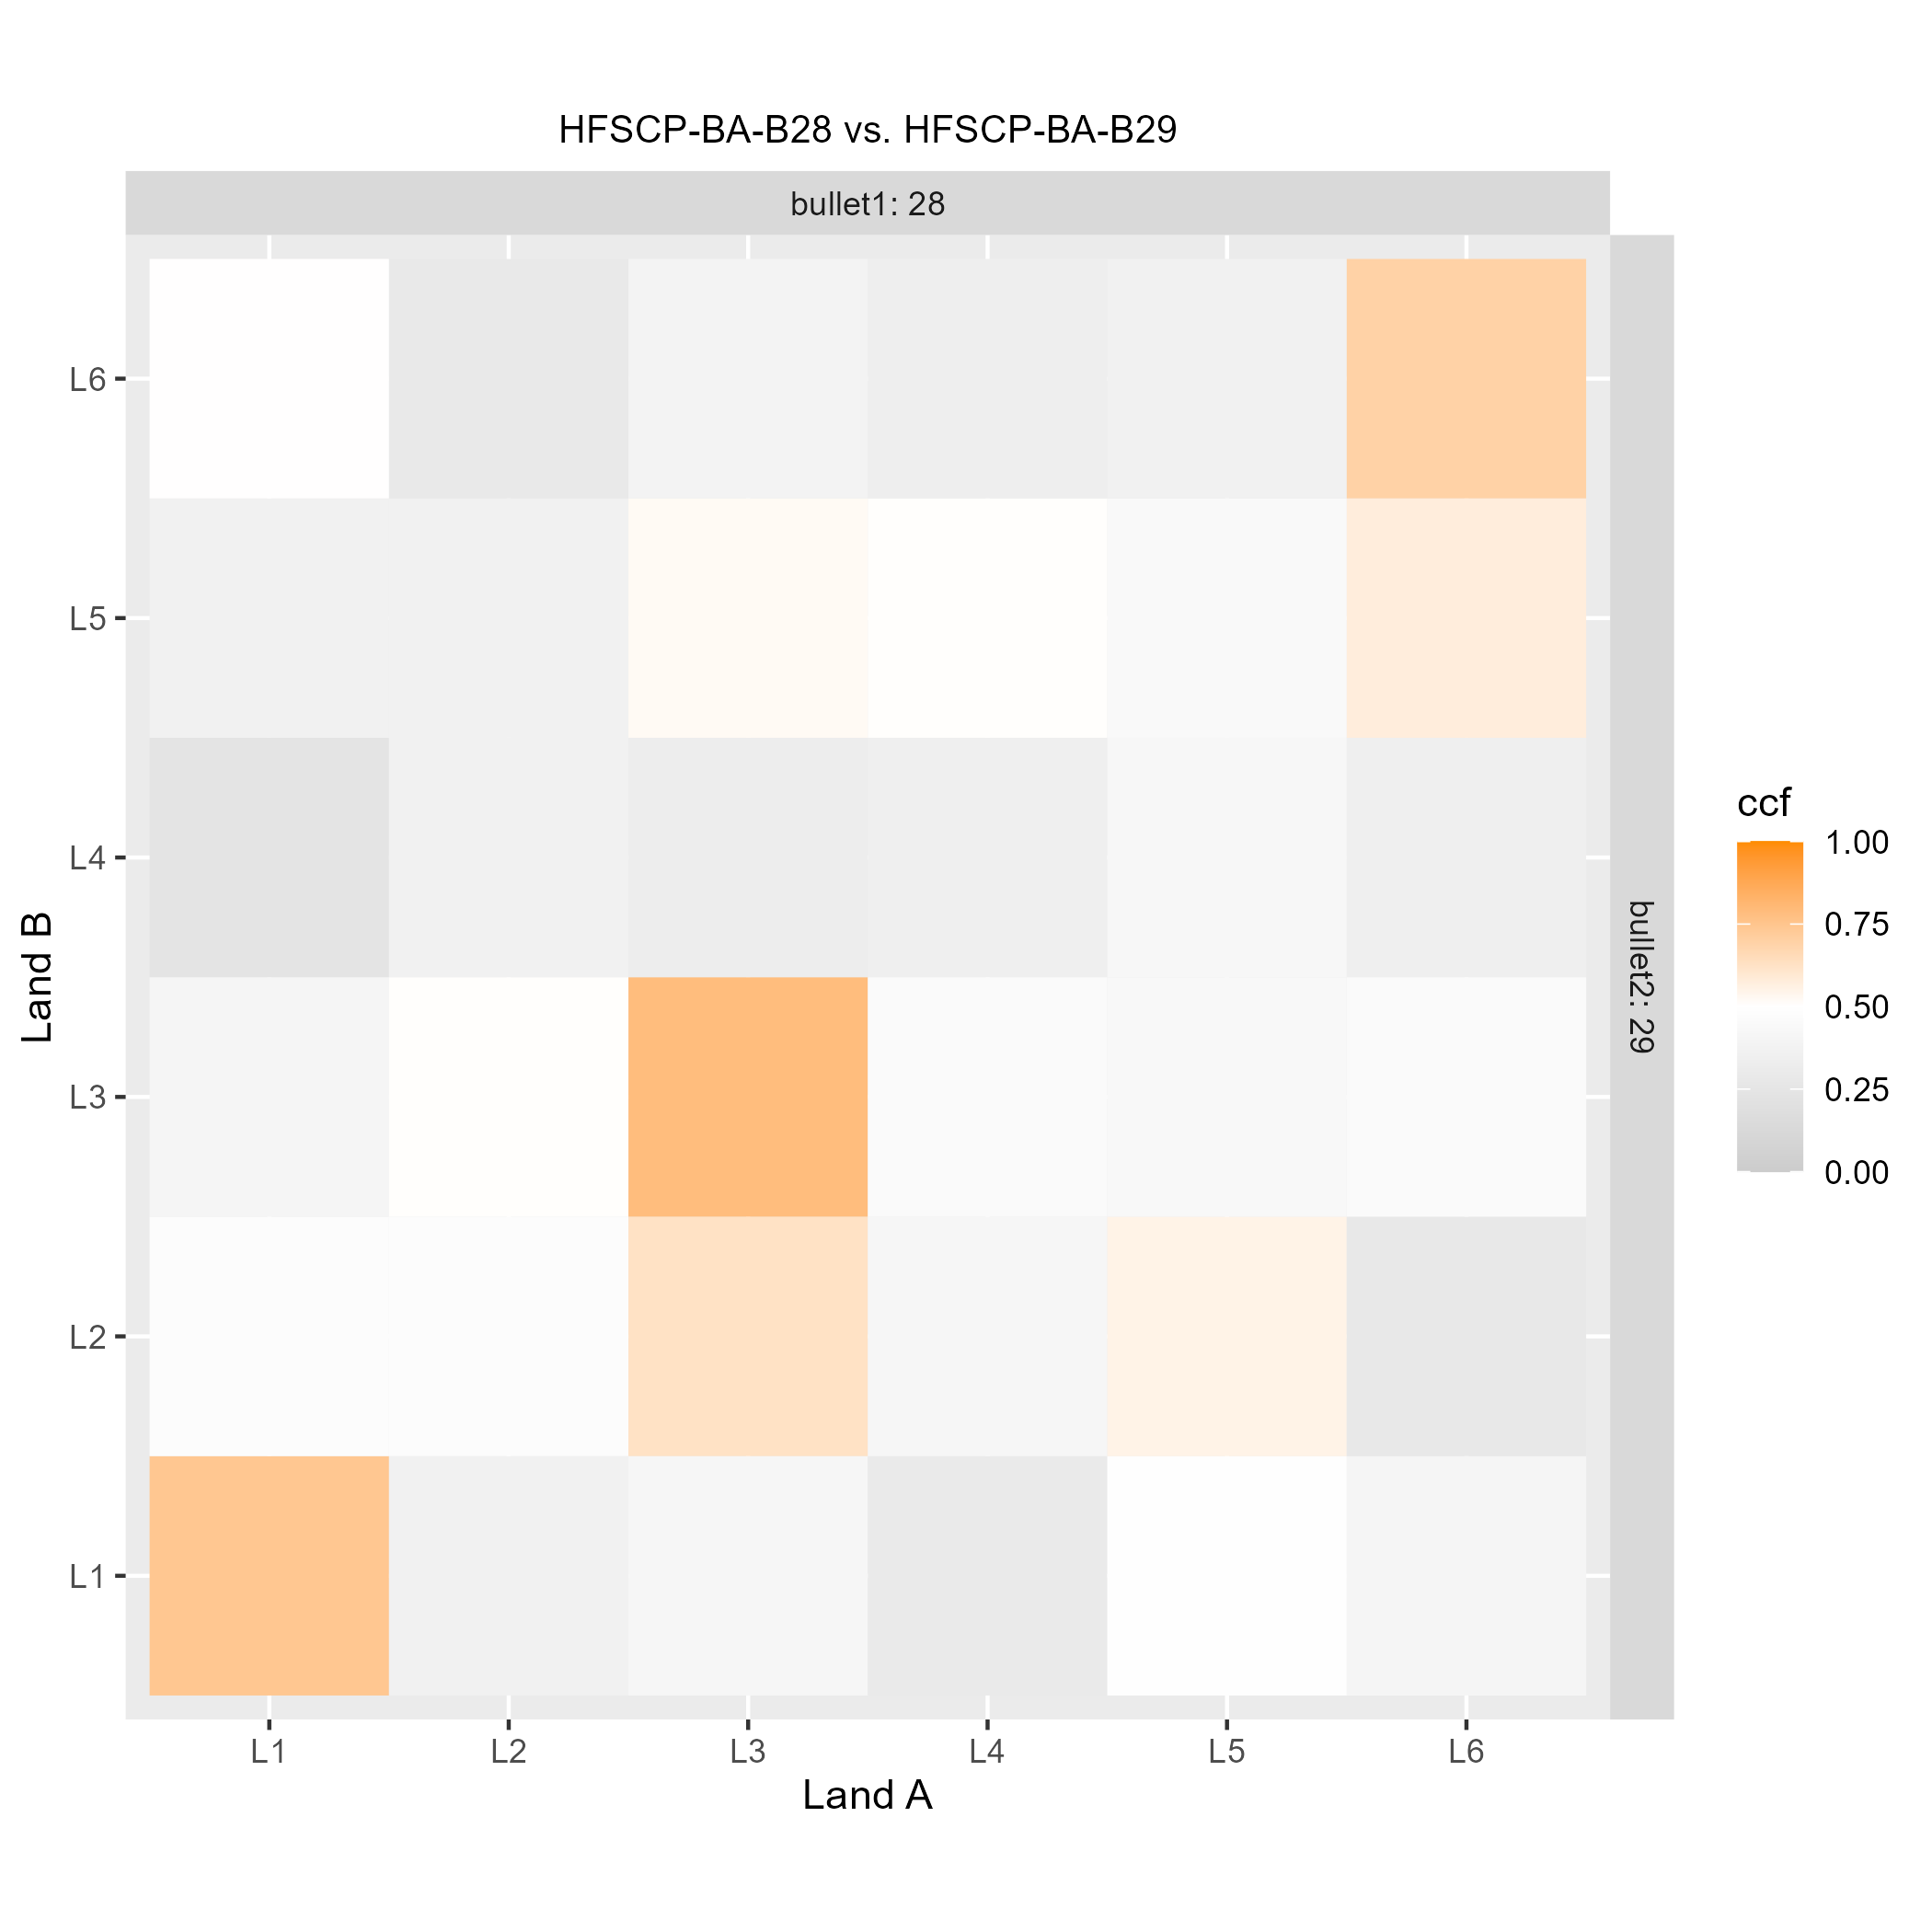 HFSCP-BA-B28 vs. HFSCP-BA-B29
bullet1: 28
L6
L5
L4
L3
L2
L1
Land B
bullet2: 29
L1 L2 L3 L4 L5 L6
Land A
ccf
1.00
0.75
0.50
0.25
0.00